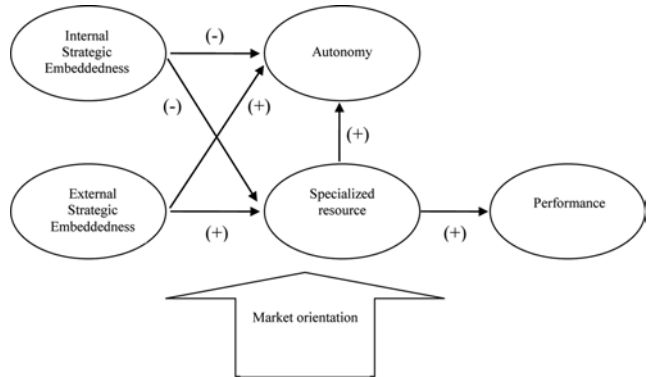 Internal
Strategic
Embeddedness
(-)
Autonomy
(-)
(+)
(+)
External
Strategic
Embeddedness
(+)
Specialized
resource
(+)
Performance
Market orientation